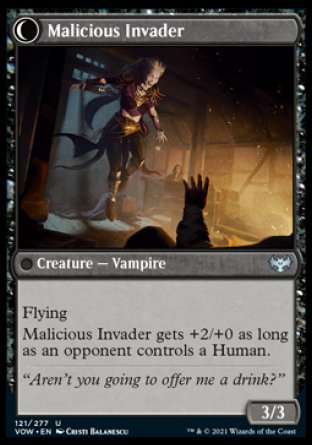 Malicious Invader
Creature — Vampire
Flying
Malicious Invader gets +2/+0 as long
as an opponent controls a Human.
"Aren't you going to offer me a drink?"
3/3
121/277 U
VOW • EN CRISTI BALANESCU
™ & © 2021 Wizards of the Coast